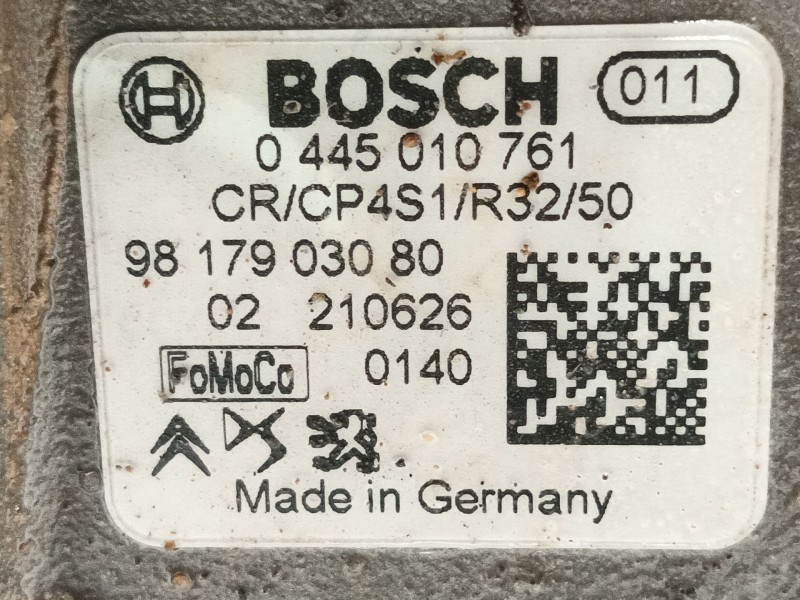 BOSCH 011
0 445 010 761
CR/CP4S1/R32/50
98 179 030 80
02 210626
FoMoCo 0140
Made in Germany